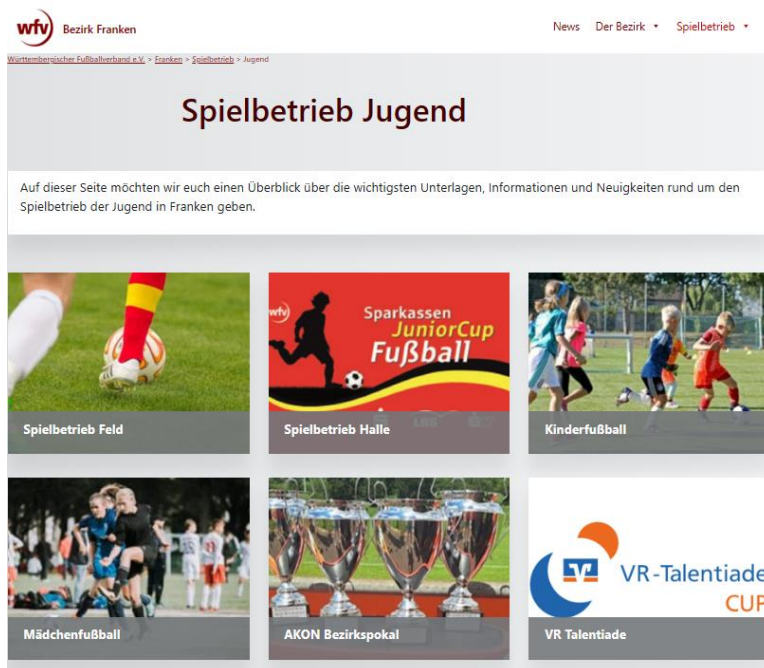 wfv
Bezirk Franken
News Der Bezirk Spielbetrieb
Württembergischer Fußballverband e.V. > Franken > Spielbetrieb > Jugend
Spielbetrieb Jugend
Auf dieser Seite möchten wir euch einen Überblick über die wichtigsten Unterlagen, Informationen und Neuigkeiten rund um den
Spielbetrieb der Jugend in Franken geben.
Spielbetrieb Feld
wfv
Sparkassen
JuniorCup
Fußball
LBS
Spielbetrieb Halle
Kinderfußball
Mädchenfußball
AKON Bezirkspokal
VR-Talentiade
CUP
VR Talentiade